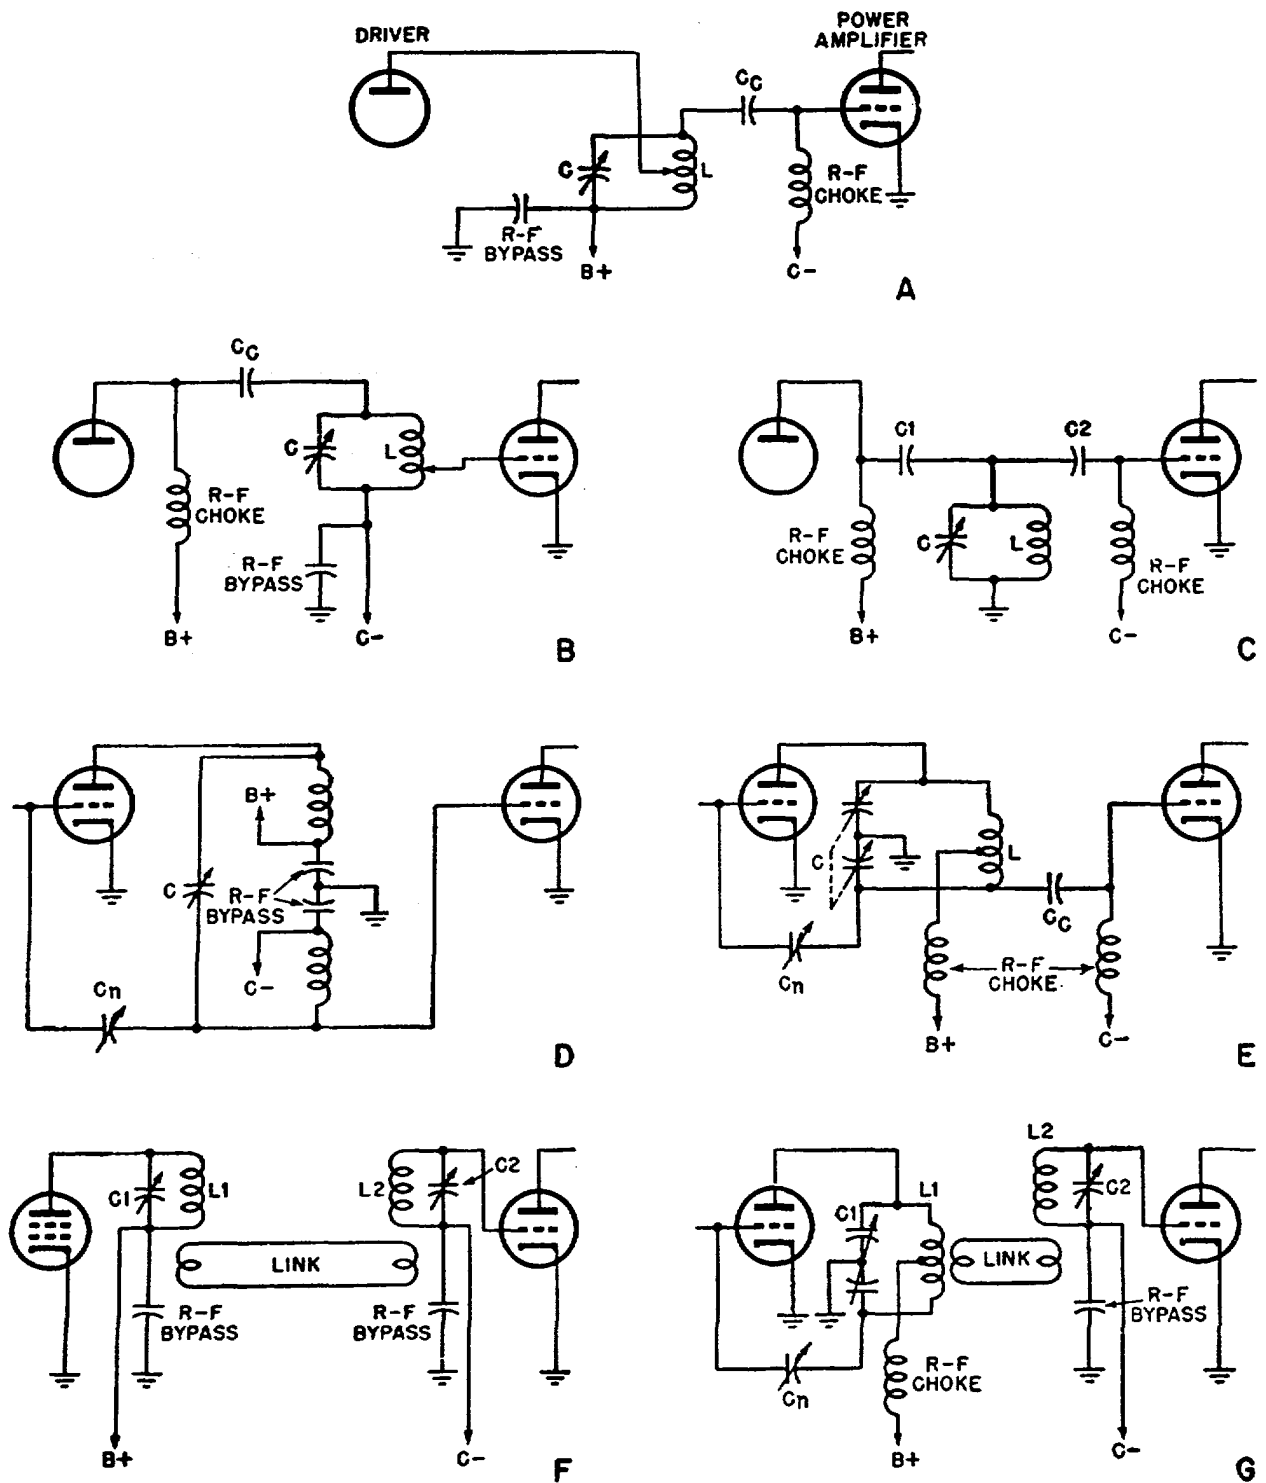 DRIVER
POWER
AMPLIFIER
CC
C
L
R-F
CHOKE
R-F
BYPASS
B+
C-
A
CC
C
L
R-F
CHOKE
R-F
BYPASS
B+
C-
B
C1
C2
R-F
CHOKE
C
L
R-F
CHOKE
B+
C-
C
B+
C
R-F
BYPASS
C-
Cn
D
C
L
CC
Cn
R-F
CHOKE
B+
C-
E
C1
L1
L2
C2
LINK
R-F
BYPASS
R-F
BYPASS
B+
C-
F
L2
L1
C1
C2
LINK
R-F
BYPASS
Cn
R-F
CHOKE
B+
C-
G